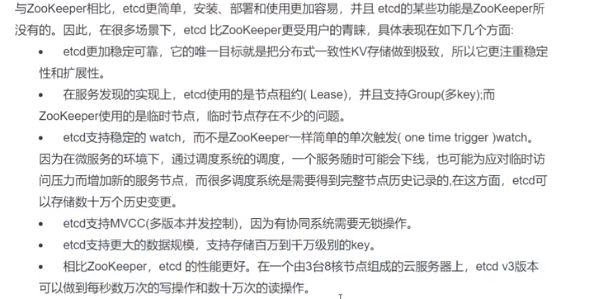 与ZooKeeper相比，etcd更简单，安装、部署和使用更加容易，并且 etcd的某些功能是ZooKeeper所
没有的。因此，在很多场景下，etcd 比ZooKeeper更受用户的青睐，具体表现在如下几个方面:
• etcd更加稳定可靠，它的唯一目标就是把分布式一致性KV存储做到极致，所以它更注重稳定
性和扩展性。
• 在服务发现的实现上，etcd使用的是节点租约( Lease)，并且支持Group(多key);而
ZooKeeper使用的是临时节点，临时节点存在不少的问题。
• etcd支持稳定的 watch，而不是ZooKeeper一样简单的单次触发( one time trigger )watch。
因为在微服务的环境下，通过调度系统的调度，一个服务随时可能会下线，也可能为应对临时访
问压力而增加新的服务节点，而很多调度系统是需要得到完整节点历史记录的,在这方面，etcd可
以存储数十万个历史变更。
• etcd支持MVCC(多版本并发控制)，因为有协同系统需要无锁操作。
• etcd支持更大的数据规模，支持存储百万到千万级别的key。
• 相比ZooKeeper，etcd 的性能更好。在一个由3台8核节点组成的云服务器上，etcd v3版本
可以做到每秒数万次的写操作和数十万次的读操作。